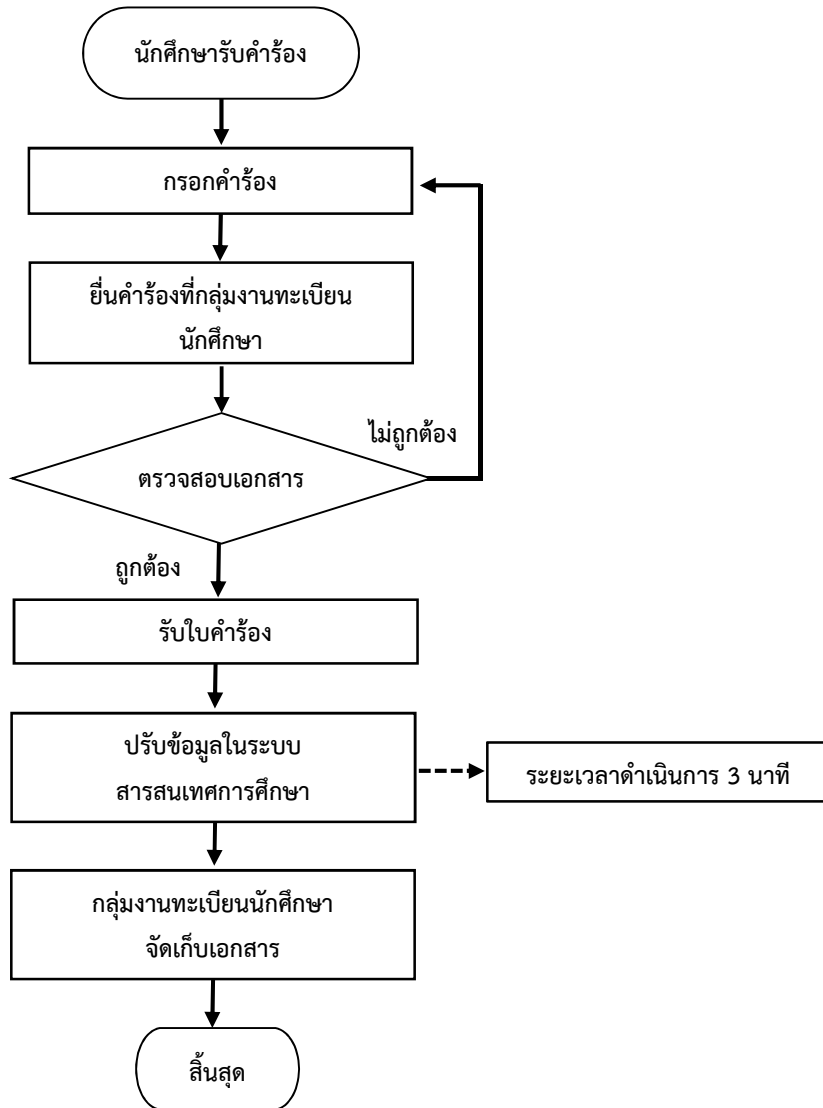 นักศึกษารับคำร้อง
กรอกคำร้อง
ยื่นคำร้องที่กลุ่มงานทะเบียน
นักศึกษา
ไม่ถูกต้อง
ตรวจสอบเอกสาร
ถูกต้อง
รับใบคำร้อง
ปรับข้อมูลในระบบ
สารสนเทศการศึกษา
ระยะเวลาดำเนินการ 3 นาที
กลุ่มงานทะเบียนนักศึกษา
จัดเก็บเอกสาร
สิ้นสุด